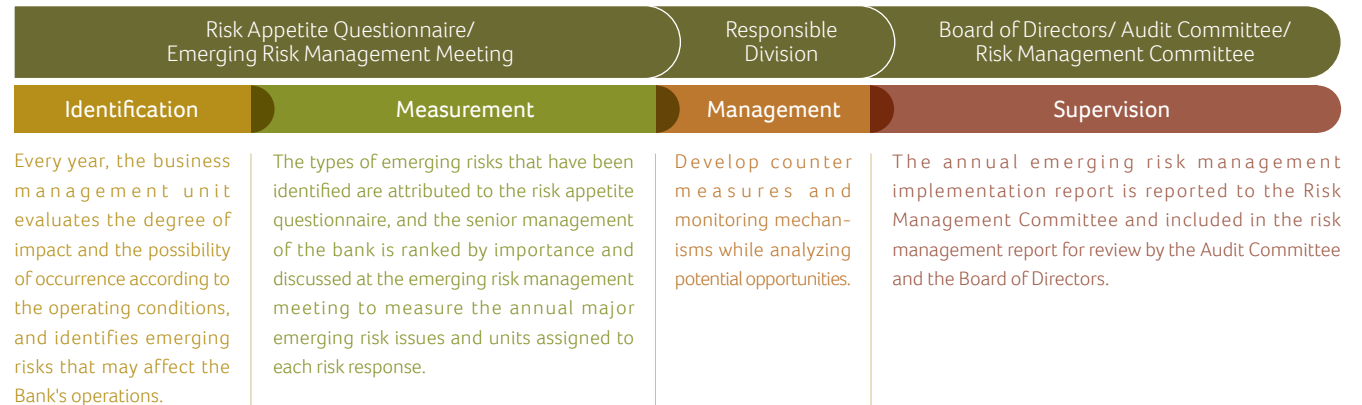 Risk Appetite Questionnaire/
Emerging Risk Management Meeting
Responsible
Division
Board of Directors/ Audit Committee/
Risk Management Committee
Identification
Measurement
Management
Supervision
Every year, the business
management unit
evaluates the degree of
impact and the possibility
of occurrence according to
the operating conditions,
and identifies emerging
risks that may affect the
Bank's operations.
The types of emerging risks that have been
identified are attributed to the risk appetite
questionnaire, and the senior management
of the bank is ranked by importance and
discussed at the emerging risk management
meeting to measure the annual major
emerging risk issues and units assigned to
each risk response.
Develop counter
measures and
monitoring mechan-
isms while analyzing
potential opportunities.
The annual emerging risk management
implementation report is reported to the Risk
Management Committee and included in the risk
management report for review by the Audit Committee
and the Board of Directors.